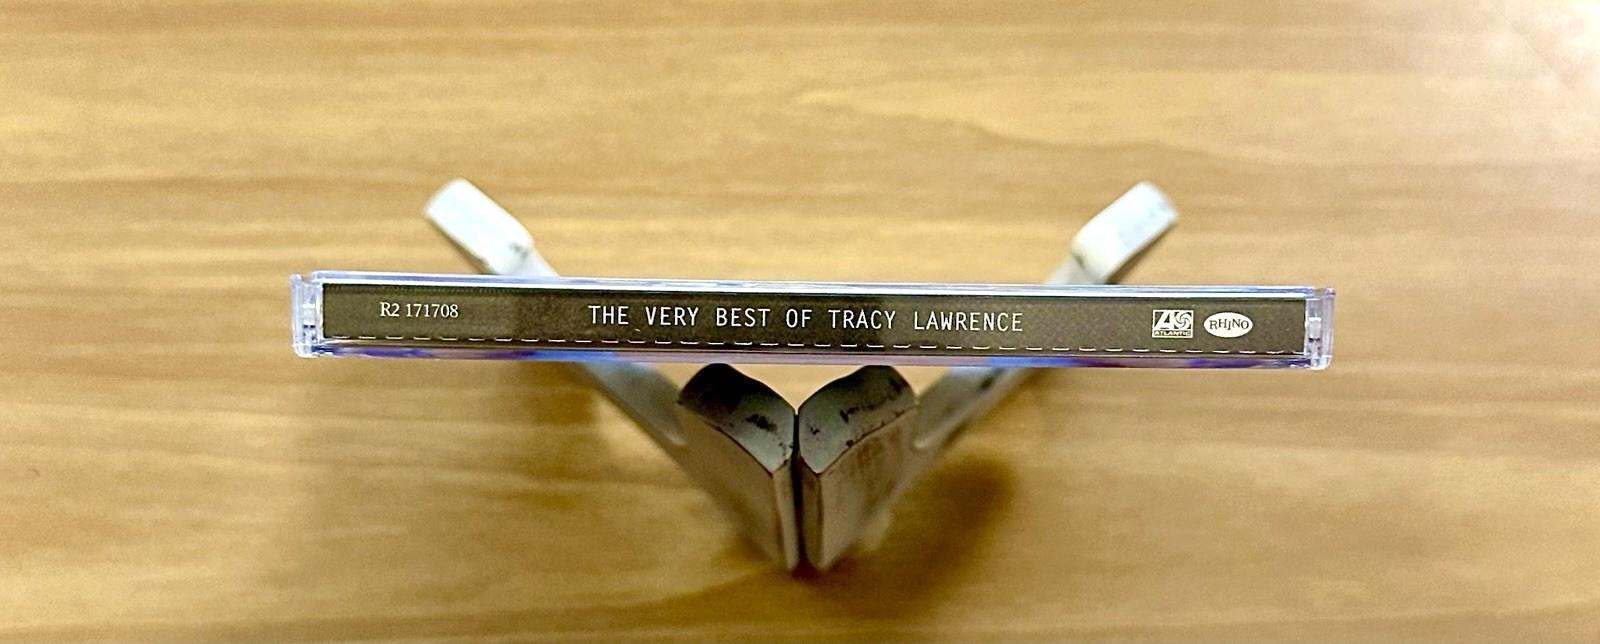 R2 171708
THE VERY BEST OF TRACY LAWRENCE
ATLANTIC
RHINO